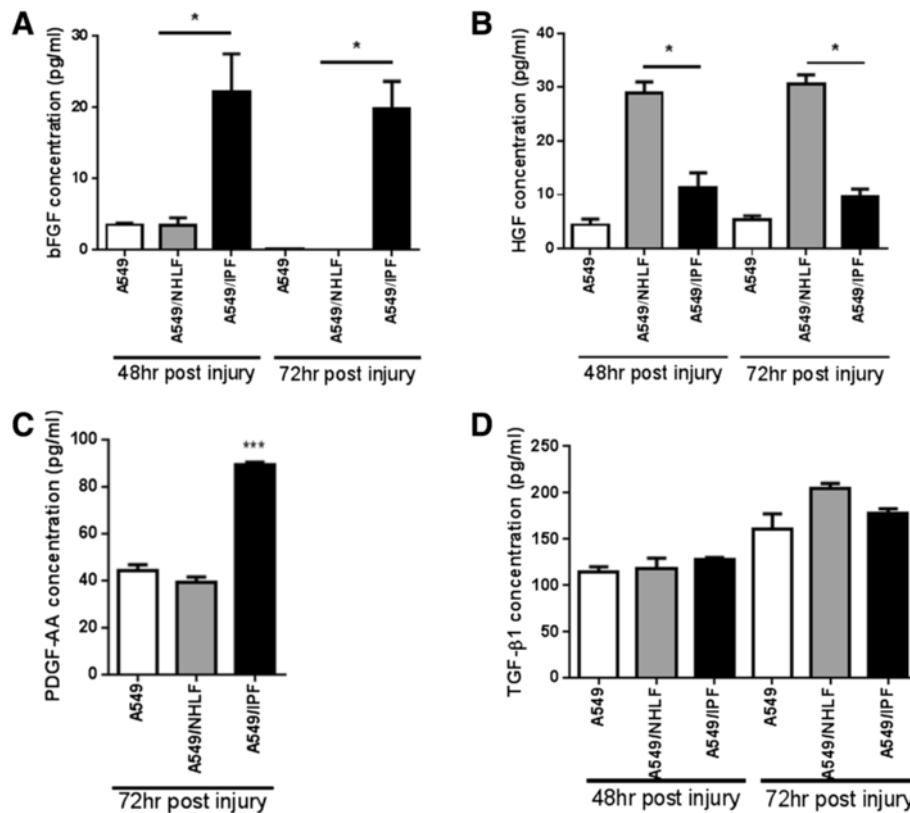 A
bFGF concentration (pg/ml)
30
20
10
0
*
*
A549
A549/NHLF
A549/IPF
A549
A549/NHLF
A549/IPF
48hr post injury
72hr post injury
B
HGF concentration (pg/ml)
40
30
20
10
0
*
*
A549
A549/NHLF
A549/IPF
A549
A549/NHLF
A549/IPF
48hr post injury
72hr post injury
C
PDGF-AA concentration (pg/ml)
100
80
60
40
20
0
***
A549
A549/NHLF
A549/IPF
72hr post injury
D
TGF-β1 concentration (pg/ml)
250
200
150
100
50
0
A549
A549/NHLF
A549/IPF
A549
A549/NHLF
A549/IPF
48hr post injury
72hr post injury